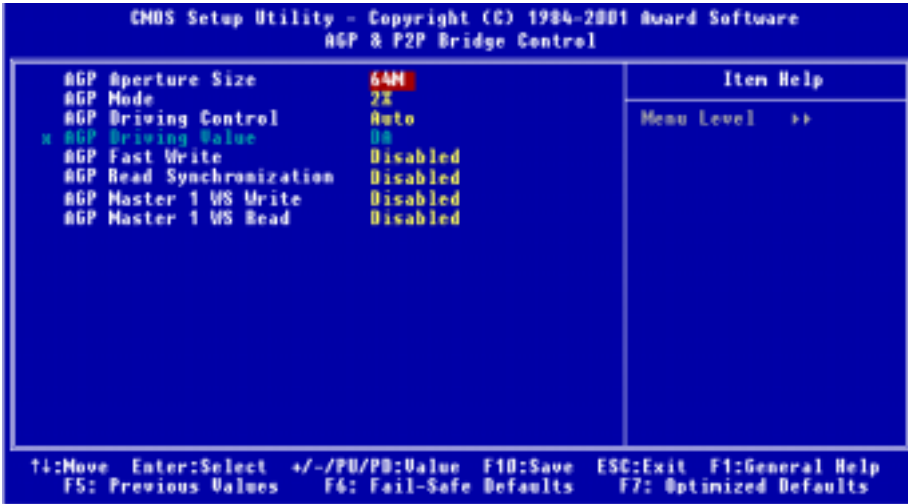 CMOS Setup Utility - Copyright (C) 1984-2001 Award Software
AGP & P2P Bridge Control
AGP Aperture Size 64M
AGP Mode 2X
AGP Driving Control Auto
x AGP Driving Value DA
AGP Fast Write Disabled
AGP Read Synchronization Disabled
AGP Master 1 WS Write Disabled
AGP Master 1 WS Read Disabled
Item Help
Menu Level ▸▸
↑↓:Move Enter:Select +/-/PU/PD:Value F10:Save ESC:Exit F1:General Help
F5: Previous Values F6: Fail-Safe Defaults F7: Optimized Defaults